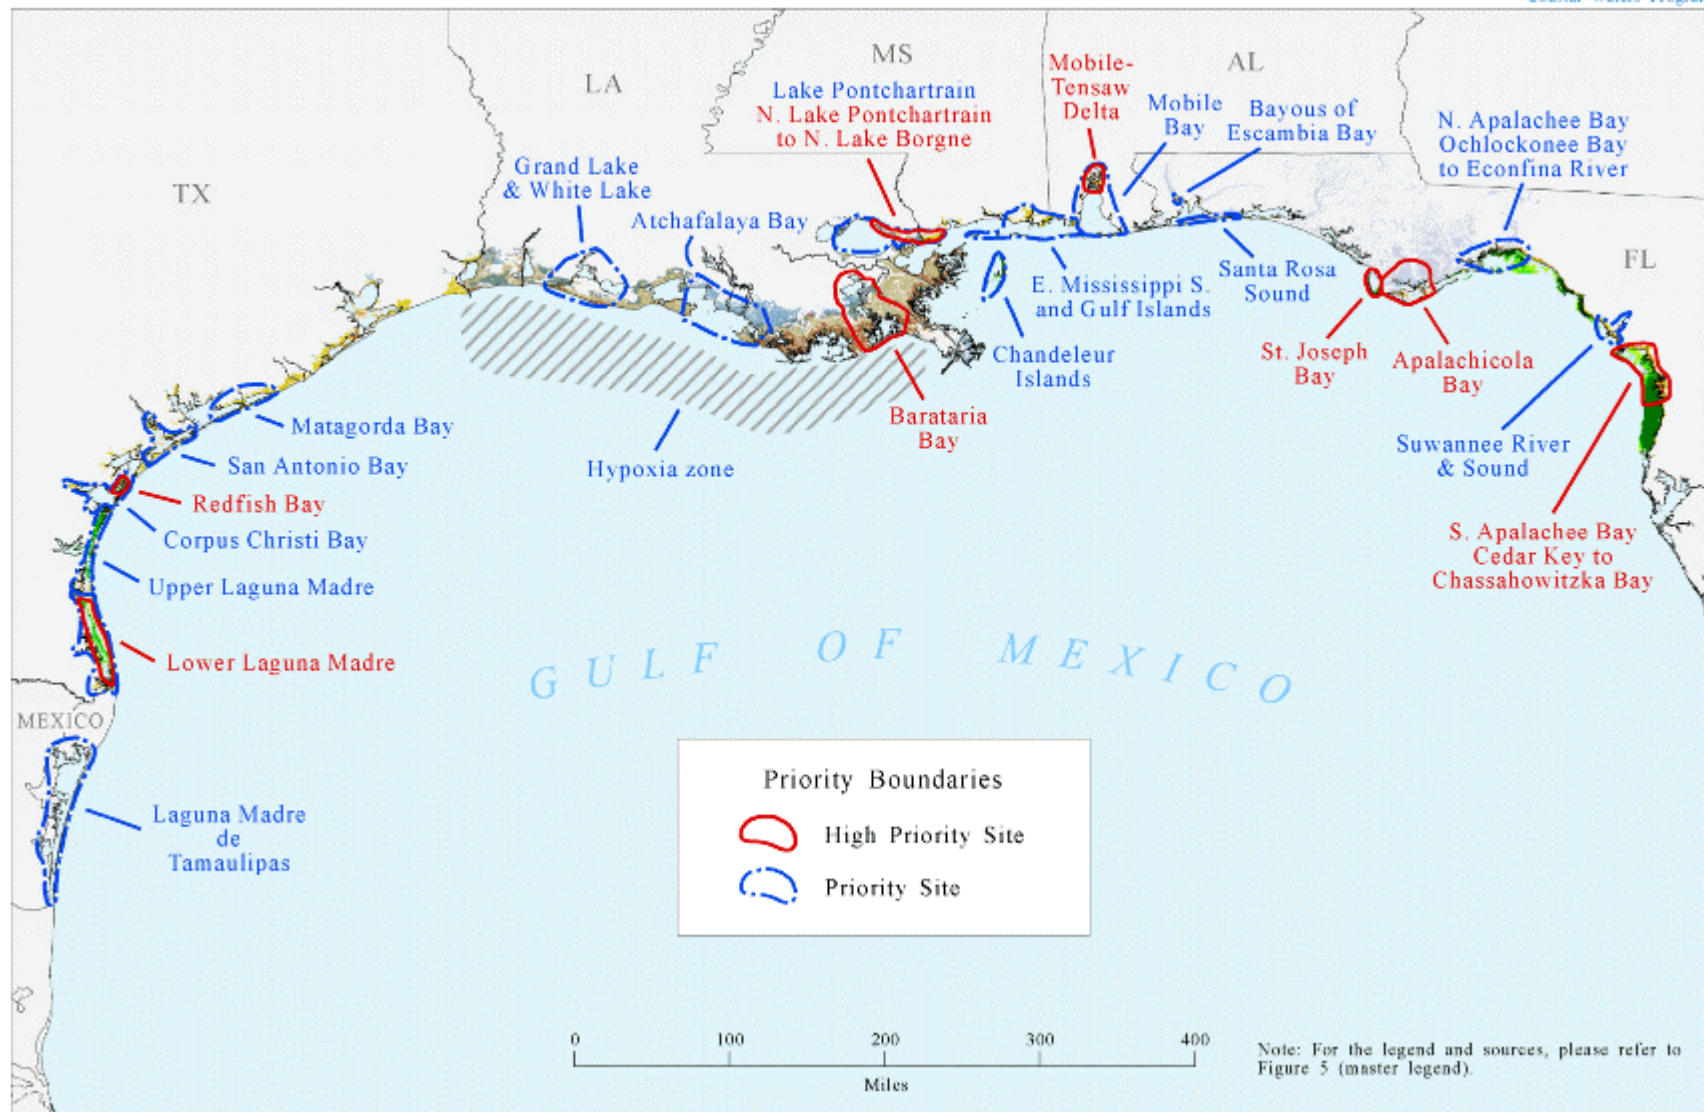 Coastal Waters Program
MS
AL
LA
TX
FL
MEXICO
Lake Pontchartrain
N. Lake Pontchartrain
to N. Lake Borgne
Mobile-
Tensaw
Delta
Mobile
Bay
Bayous of
Escambia Bay
N. Apalachee Bay
Ochlockonee Bay
to Econfina River
Grand Lake
& White Lake
Atchafalaya Bay
E. Mississippi S.
and Gulf Islands
Santa Rosa
Sound
Chandeleur
Islands
St. Joseph
Bay
Apalachicola
Bay
Barataria
Bay
Hypoxia zone
Suwannee River
& Sound
S. Apalachee Bay
Cedar Key to
Chassahowitzka Bay
Matagorda Bay
San Antonio Bay
Redfish Bay
Corpus Christi Bay
Upper Laguna Madre
Lower Laguna Madre
Laguna Madre
de
Tamaulipas
GULF OF MEXICO
Priority Boundaries
High Priority Site
Priority Site
0 100 200 300 400
Miles
Note: For the legend and sources, please refer to
Figure 5 (master legend).